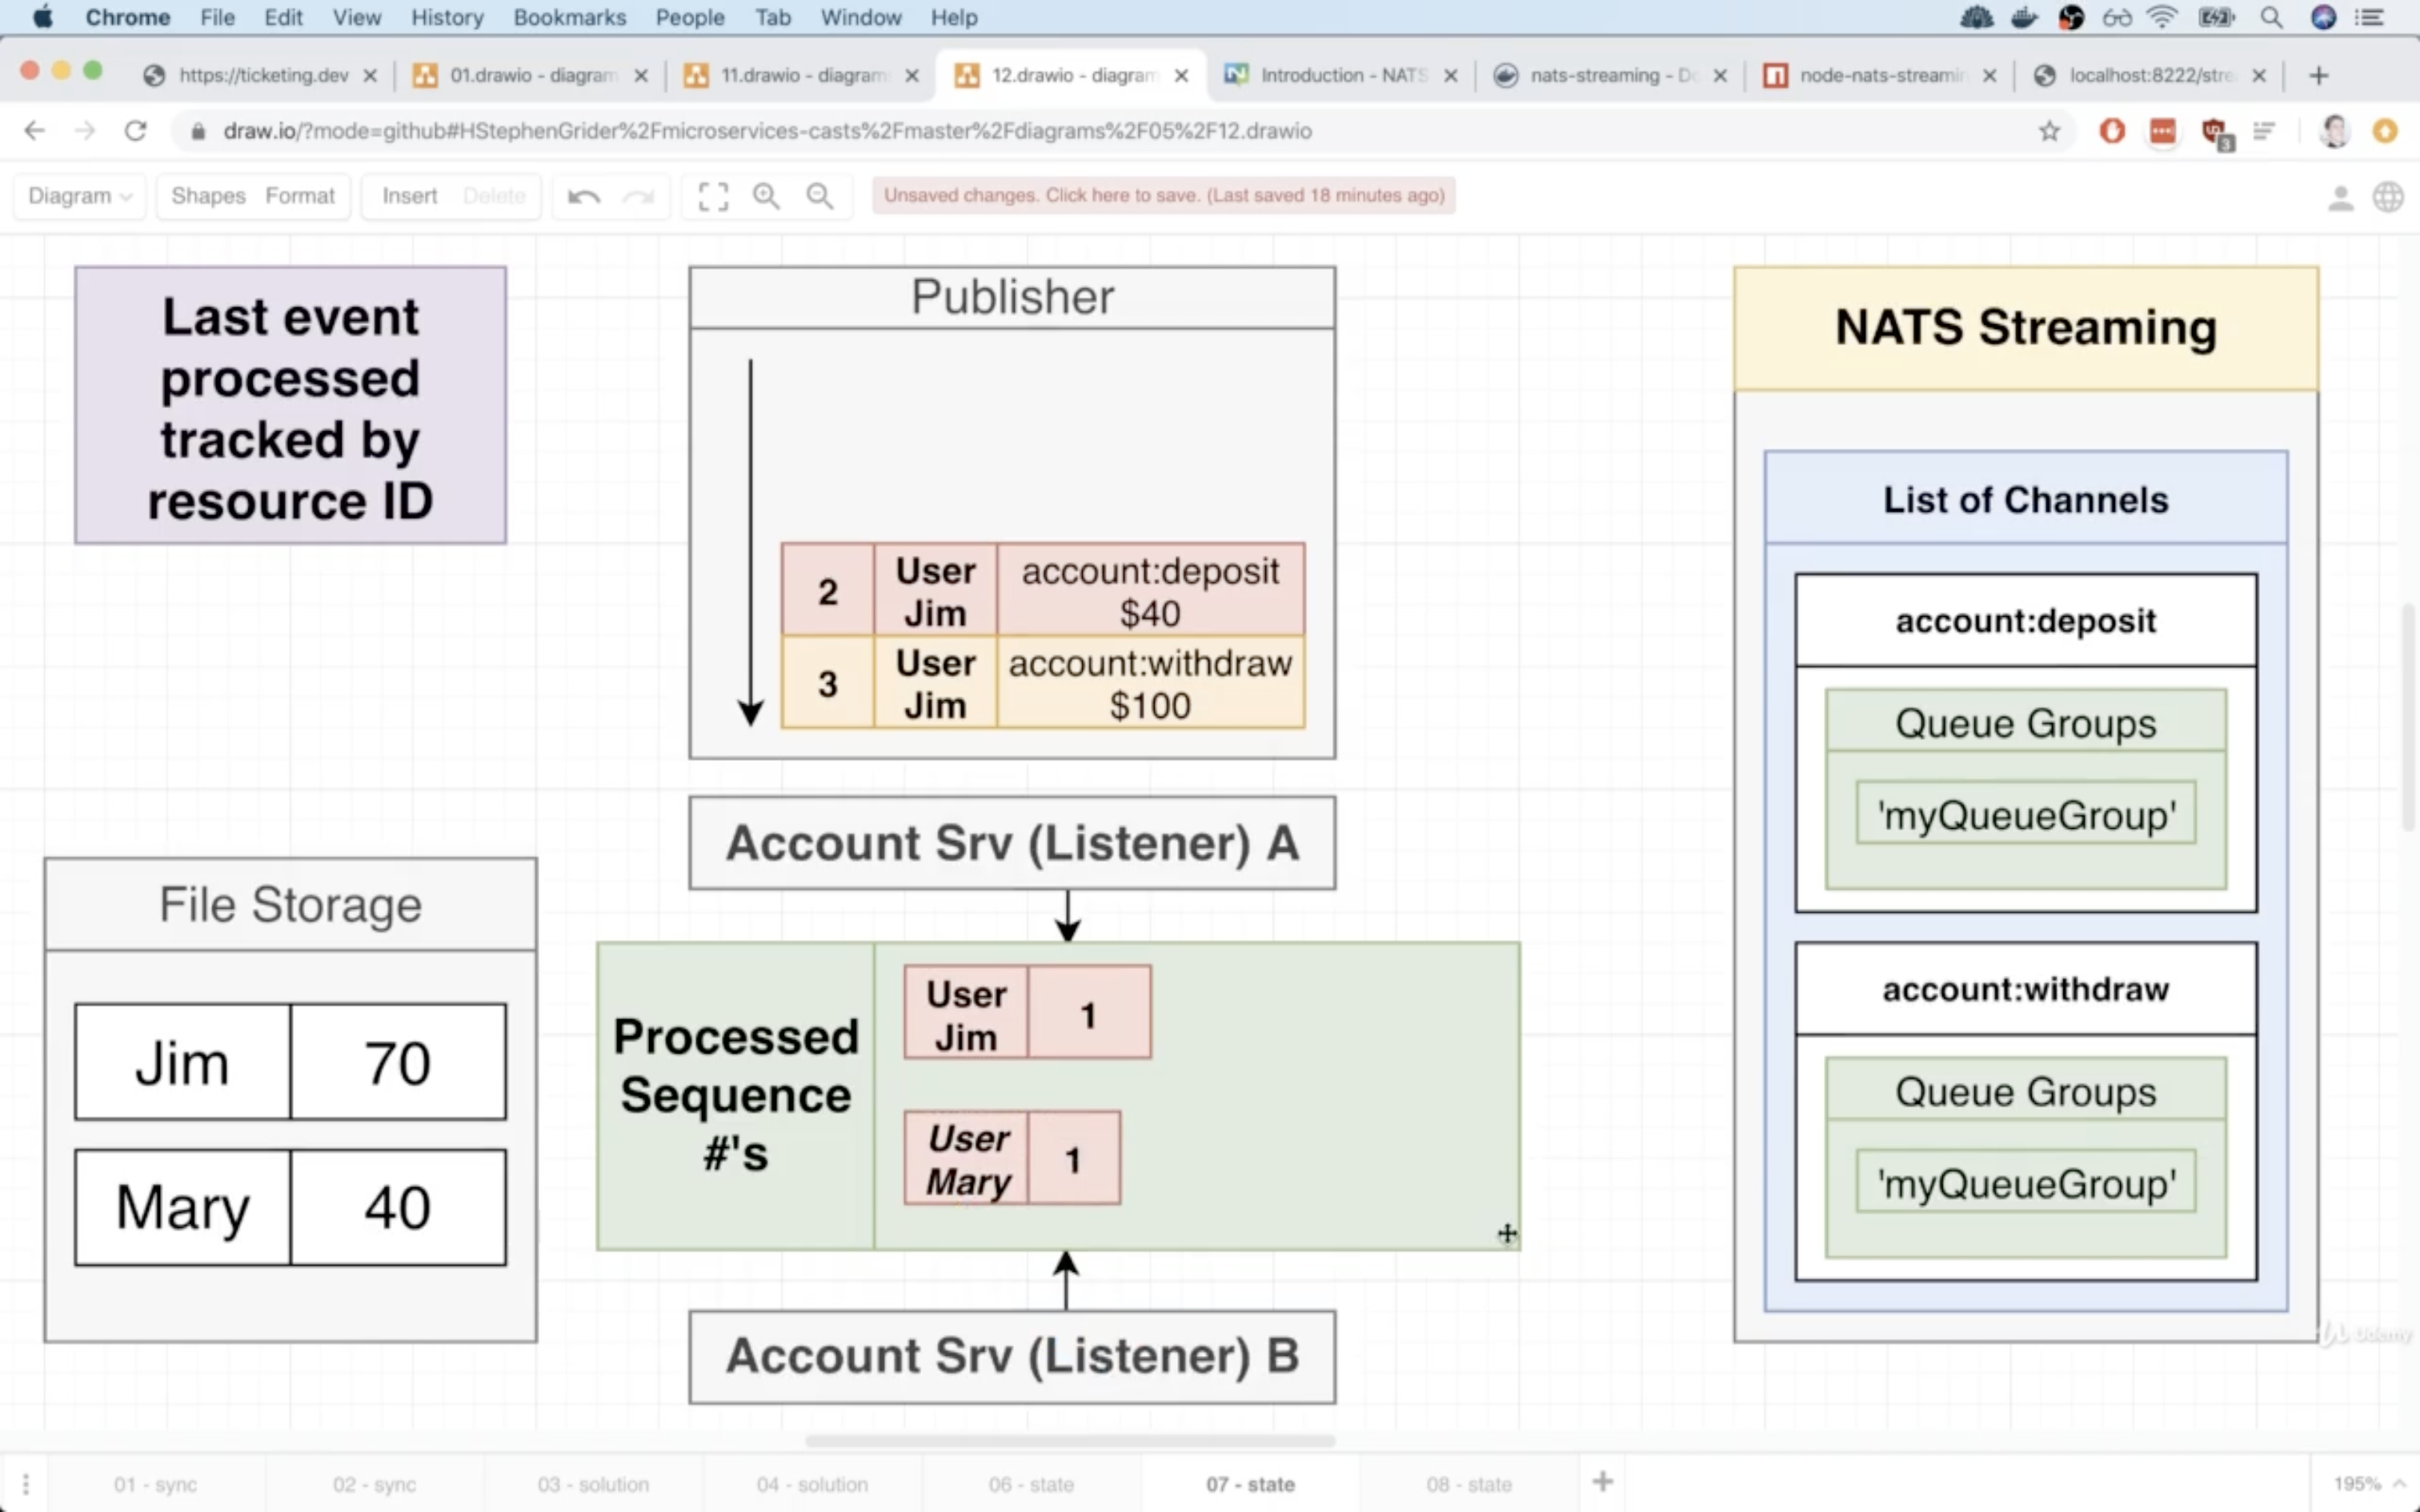 Chrome File Edit View History Bookmarks People Tab Window Help
https://ticketing.dev
01.drawio - diagram
11.drawio - diagram
12.drawio - diagram
Introduction - NATS
nats-streaming - Do
node-nats-streamin
localhost:8222/stre
draw.io/?mode=github#HStephenGrider%2Fmicroservices-casts%2Fmaster%2Fdiagrams%2F05%2F12.drawio
3
Diagram
Shapes Format
Insert Delete
Unsaved changes. Click here to save. (Last saved 18 minutes ago)
Last event
processed
tracked by
resource ID
Publisher
2
User
Jim
account:deposit
$40
3
User
Jim
account:withdraw
$100
Account Srv (Listener) A
File Storage
Jim 70
Mary 40
Processed
Sequence
#'s
User
Jim
1
User
Mary
1
Account Srv (Listener) B
NATS Streaming
List of Channels
account:deposit
Queue Groups
'myQueueGroup'
account:withdraw
Queue Groups
'myQueueGroup'
Udemy
01 - sync
02 - sync
03 - solution
04 - solution
06 - state
07 - state
08 - state
195%